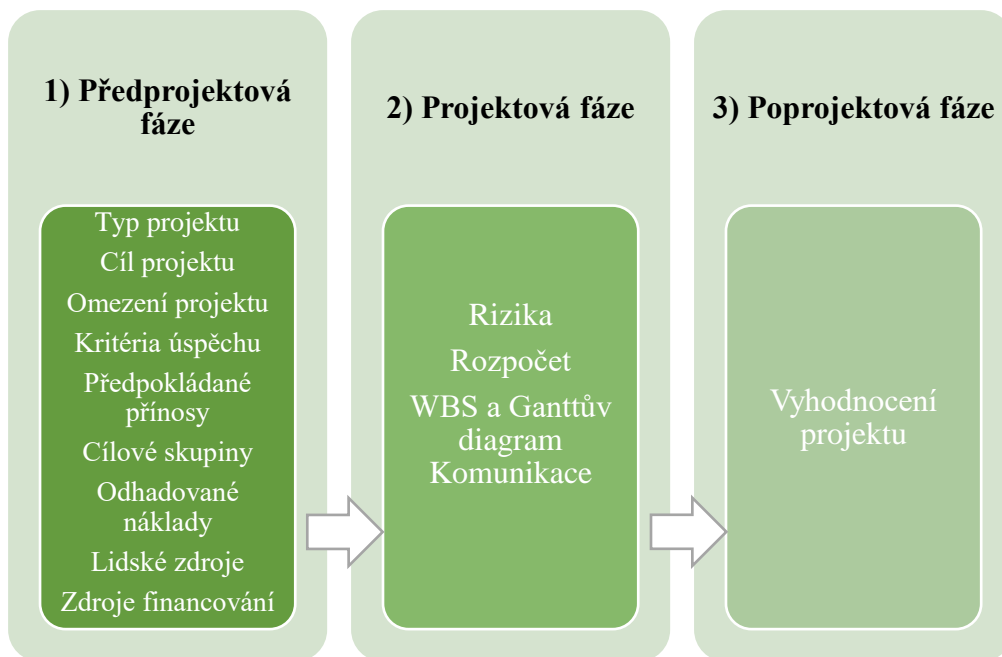 1) Předprojektová
fáze
Typ projektu
Cíl projektu
Omezení projektu
Kritéria úspěchu
Předpokládané
přínosy
Cílové skupiny
Odhadované
náklady
Lidské zdroje
Zdroje financování
2) Projektová fáze
Rizika
Rozpočet
WBS a Ganttův
diagram
Komunikace
3) Poprojektová fáze
Vyhodnocení
projektu